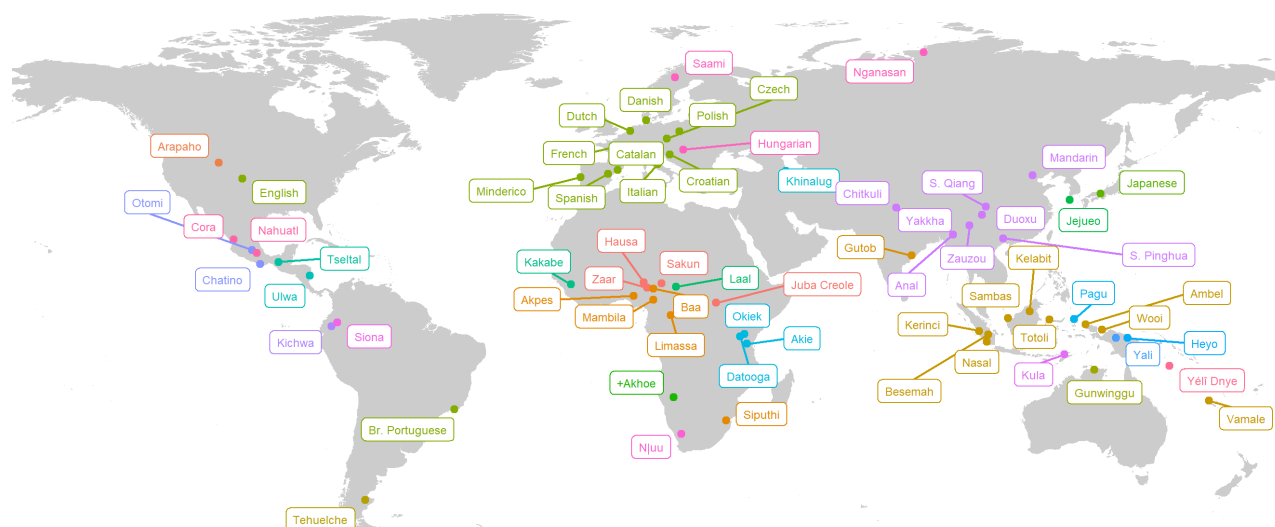 Saami
Nganasan
Czech
Danish
Dutch
Polish
Arapaho
French
Catalan
Hungarian
Mandarin
English
Minderico
Spanish
Italian
Croatian
Khinalug
Chitkuli
S. Qiang
Japanese
Otomi
Cora
Nahuatl
Yakkha
Duoxu
Jejueo
Tseltal
Hausa
Gutob
Zauzou
Kelabit
S. Pinghua
Chatino
Kakabe
Zaar
Sakun
Laal
Juba Creole
Anal
Ulwa
Akpes
Mambila
Baa
Sambas
Pagu
Ambel
Kichwa
Siona
Limassa
Okiek
Akie
Kerinci
Totoli
Wooi
Datooga
Besemah
Nasal
Kula
Yali
Heyo
+Akhoe
Gunwinggu
Yélî Dnye
Br. Portuguese
Siputhi
Vamale
N|uu
Tehuelche